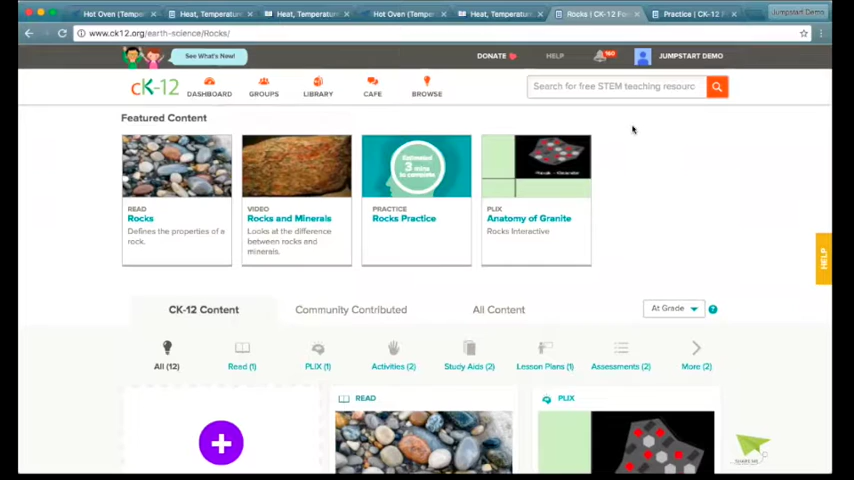 Hot Oven (Tempe
Heat, Temperatur
Heat, Temperatur
Hot Oven (Tempe
Heat, Temperatur
Rocks | CK-12 Fo
Practice | CK-12 F
Jumpstart Demo
www.ck12.org/earth-science/Rocks/
See What's New!
DONATE
HELP
160
JUMPSTART DEMO
cK-12
DASHBOARD
GROUPS
LIBRARY
CAFE
BROWSE
Search for free STEM teaching resourc
Featured Content
Estimated
3 mins
to complete
READ
Rocks
Defines the properties of a
rock.
VIDEO
Rocks and Minerals
Looks at the difference
between rocks and
minerals.
PRACTICE
Rocks Practice
PLIX
Anatomy of Granite
Rocks Interactive
HELP
CK-12 Content
Community Contributed
All Content
At Grade
?
All (12)
Read (1)
PLIX (1)
Activities (2)
Study Aids (2)
Lesson Plans (1)
Assessments (2)
More (2)
READ
PLIX